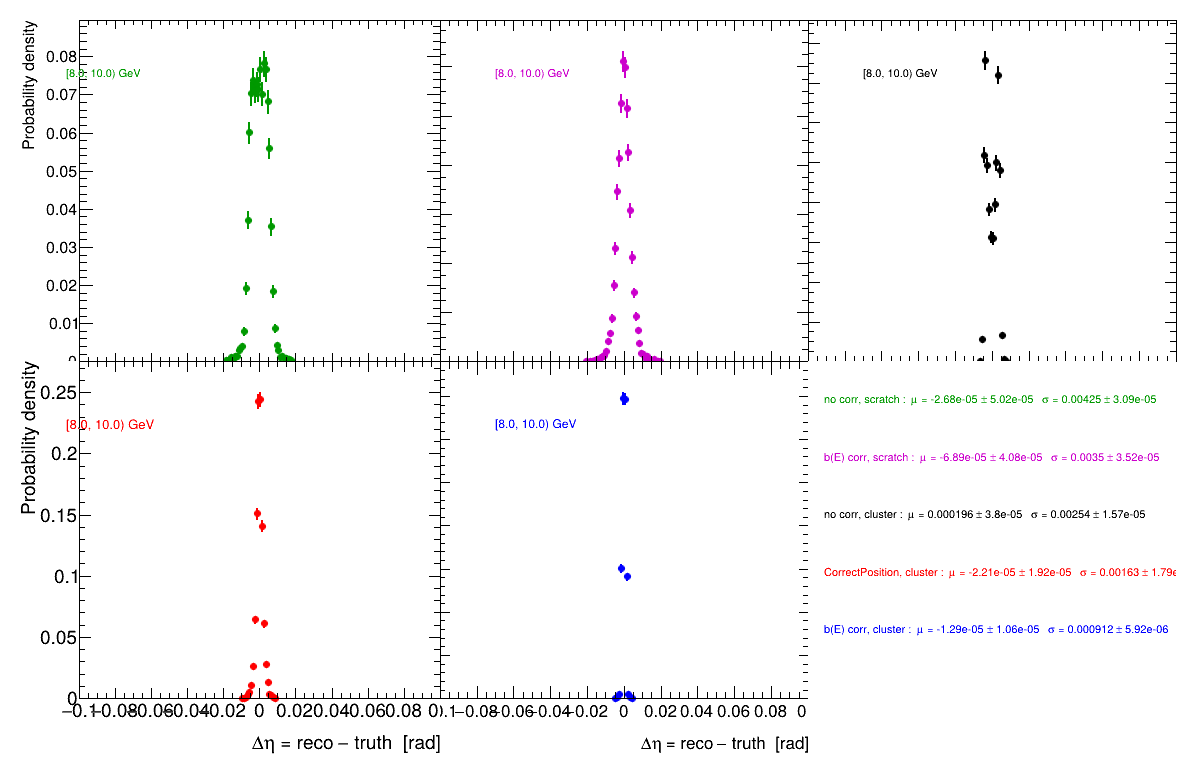 Probability density
0.08
0.07
0.06
0.05
0.04
0.03
0.02
0.01
[8.0, 10.0) GeV
[8.0, 10.0) GeV
[8.0, 10.0) GeV
Probability density
0.25
0.2
0.15
0.1
0.05
0
[8.0, 10.0) GeV
[8.0, 10.0) GeV
−0.1 −0.08 −0.06 −0.04 −0.02 0 0.02 0.04 0.06 0.08 0.1
−0.08 −0.06 −0.04 −0.02 0 0.02 0.04 0.06 0.08 0
Δη = reco − truth [rad]
Δη = reco − truth [rad]
no corr, scratch : μ = -2.68e-05 ± 5.02e-05 σ = 0.00425 ± 3.09e-05
b(E) corr, scratch : μ = -6.89e-05 ± 4.08e-05 σ = 0.0035 ± 3.52e-05
no corr, cluster : μ = 0.000196 ± 3.8e-05 σ = 0.00254 ± 1.57e-05
CorrectPosition, cluster : μ = -2.21e-05 ± 1.92e-05 σ = 0.00163 ± 1.79e
b(E) corr, cluster : μ = -1.29e-05 ± 1.06e-05 σ = 0.000912 ± 5.92e-06